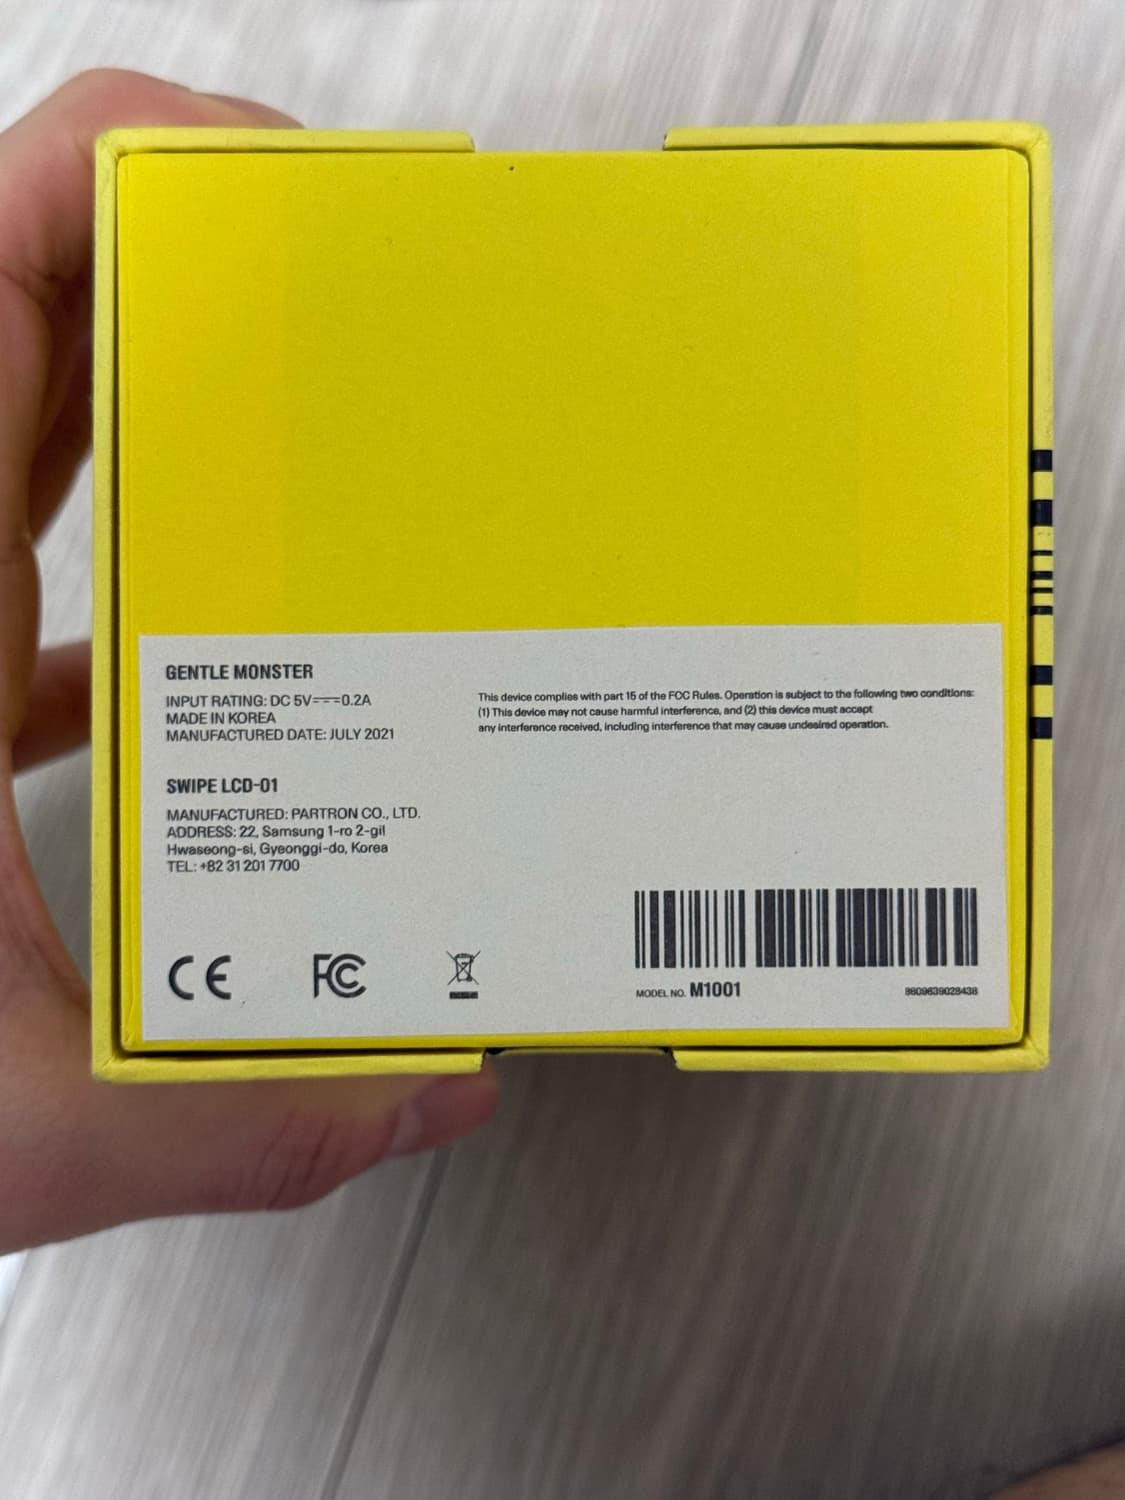 GENTLE MONSTER
INPUT RATING: DC 5V⎓0.2A
MADE IN KOREA
MANUFACTURED DATE: JULY 2021
SWIPE LCD-01
MANUFACTURED: PARTRON CO., LTD.
ADDRESS: 22, Samsung 1-ro 2-gil
Hwaseong-si, Gyeonggi-do, Korea
TEL: +82 31 201 7700
This device complies with part 15 of the FCC Rules. Operation is subject to the following two conditions:
(1) This device may not cause harmful interference, and (2) this device must accept
any interference received, including interference that may cause undesired operation.
CE FC
MODEL NO. M1001
8809639028438